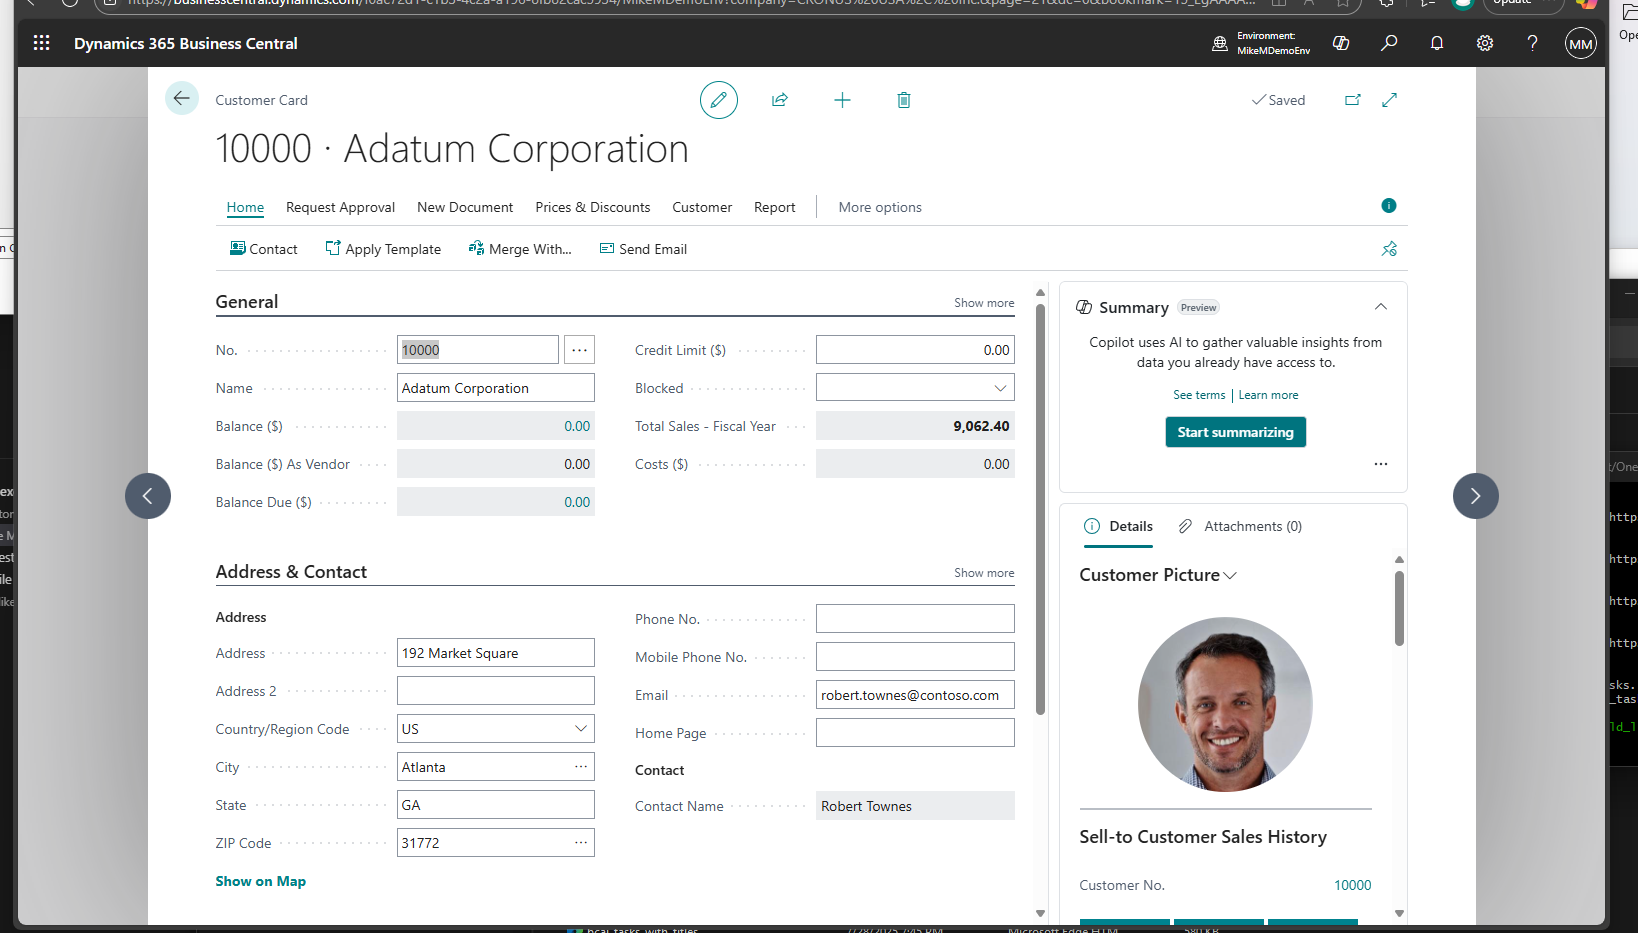 Dynamics 365 Business Central
Environment:
MikeMDemoEnv
MM
Customer Card
Saved
10000 · Adatum Corporation
Home
Request Approval
New Document
Prices & Discounts
Customer
Report
More options
Contact
Apply Template
Merge With...
Send Email
General
Show more
No.
10000
Name
Adatum Corporation
Balance ($)
0.00
Balance ($) As Vendor
0.00
Balance Due ($)
0.00
Credit Limit ($)
0.00
Blocked
Total Sales - Fiscal Year
9,062.40
Costs ($)
0.00
Address & Contact
Show more
Address
Address
192 Market Square
Address 2
Country/Region Code
US
City
Atlanta
State
GA
ZIP Code
31772
Show on Map
Phone No.
Mobile Phone No.
Email
robert.townes@contoso.com
Home Page
Contact
Contact Name
Robert Townes
Summary
Preview
Copilot uses AI to gather valuable insights from
data you already have access to.
See terms | Learn more
Start summarizing
Details
Attachments (0)
Customer Picture
Sell-to Customer Sales History
Customer No.
10000